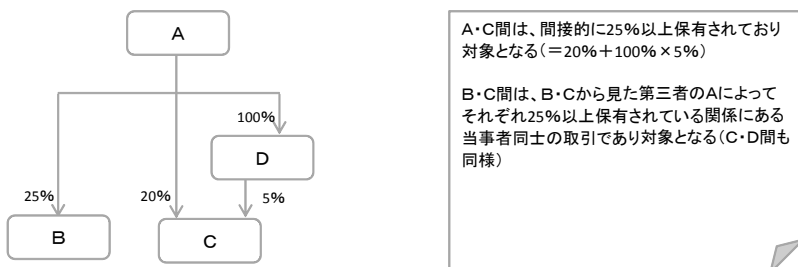 A
100%
D
25%
20%
5%
B
C
A・C間は、間接的に25%以上保有されており
対象となる(=20%+100%×5%)
B・C間は、B・Cから見た第三者のAによって
それぞれ25%以上保有されている関係にある
当事者同士の取引であり対象となる(C・D間も
同様)